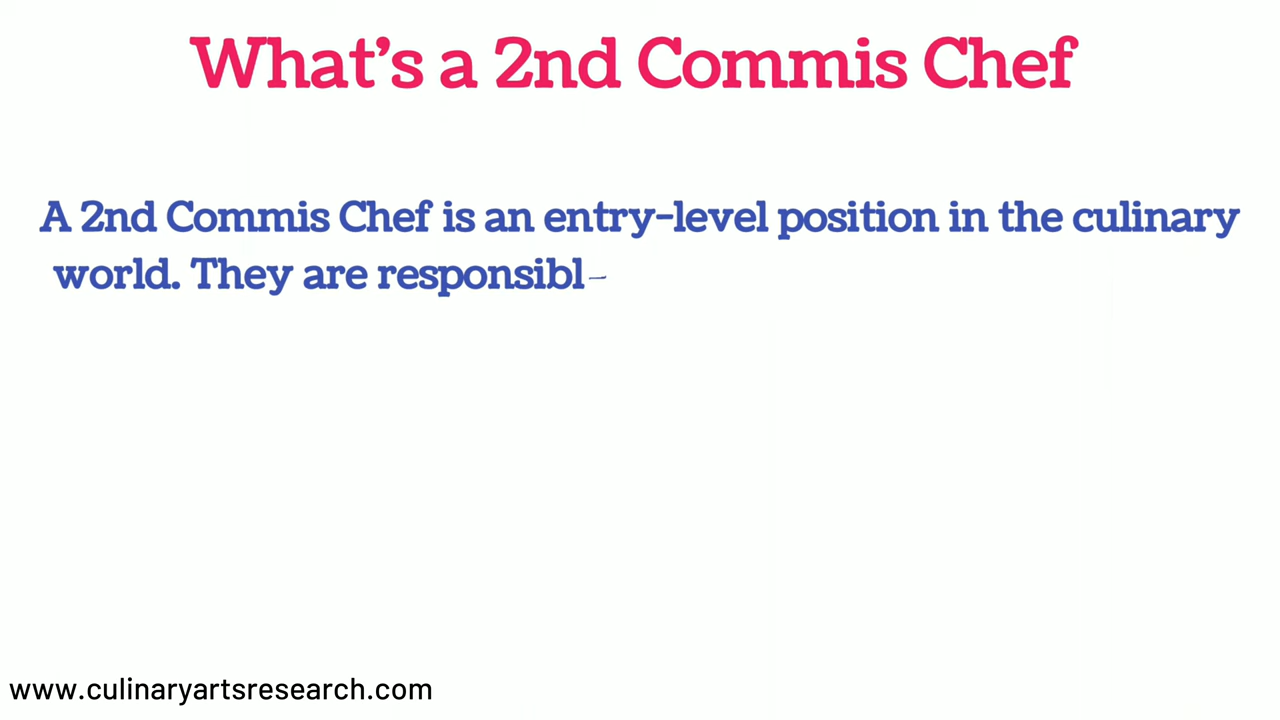 What's a 2nd Commis Chef
A 2nd Commis Chef is an entry-level position in the culinary
world. They are responsibl
www.culinaryartsresearch.com